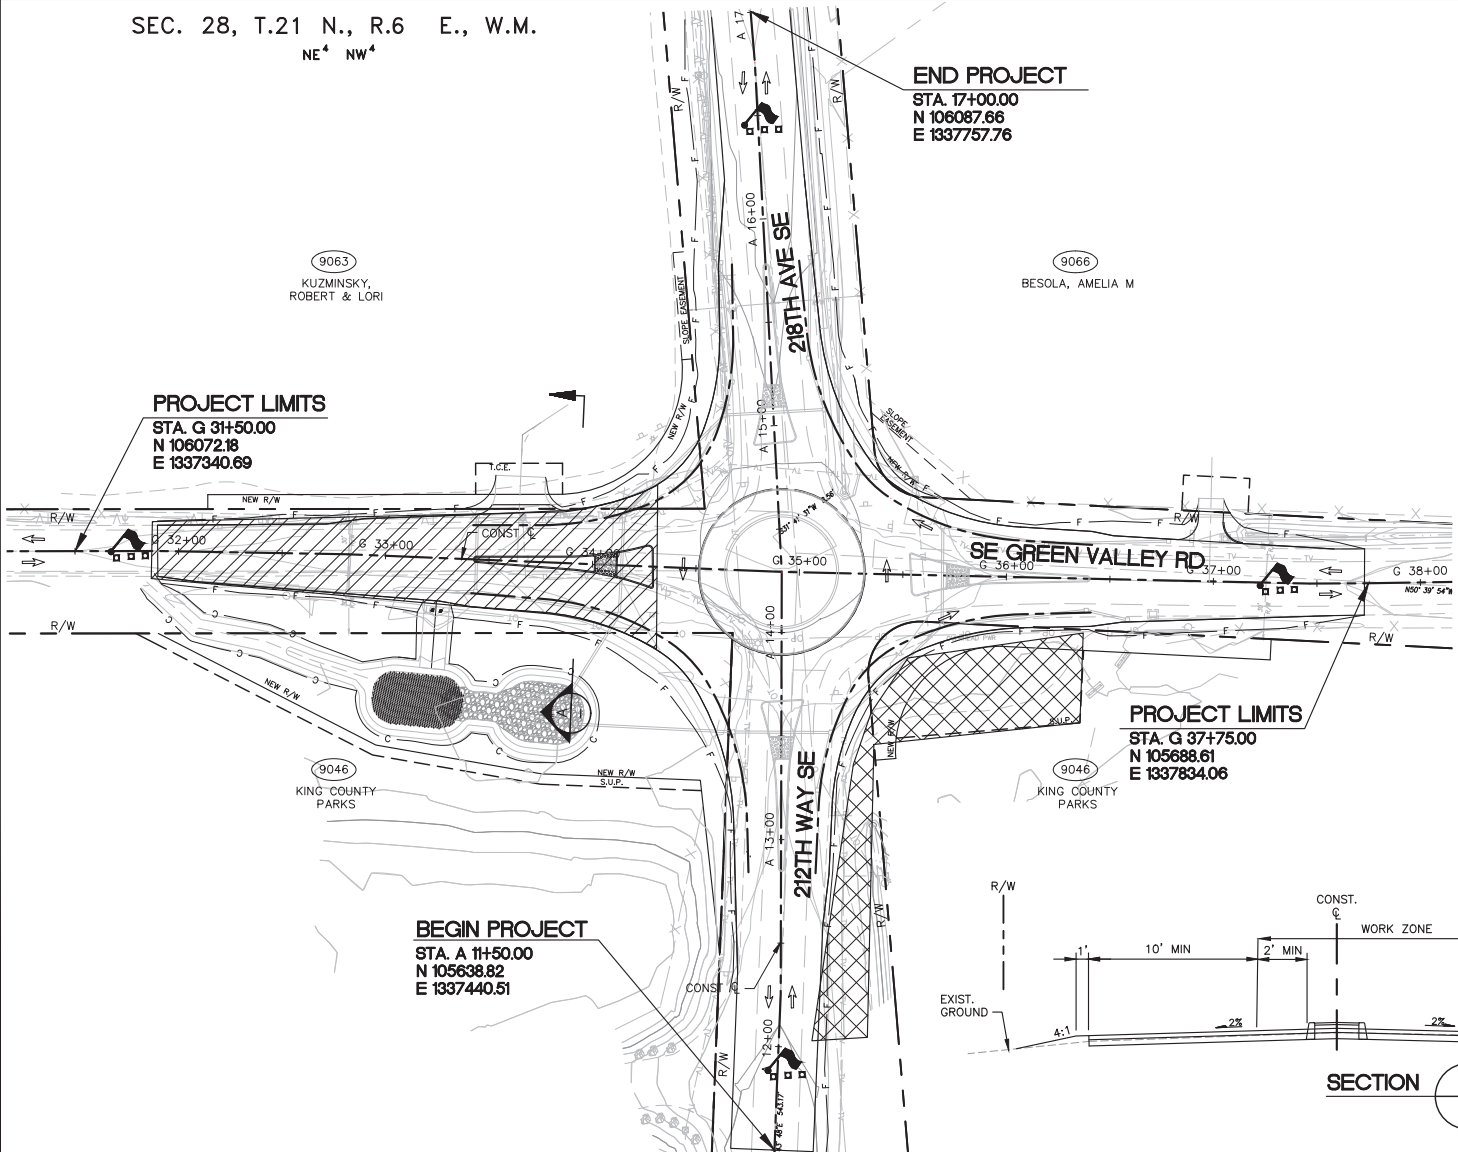 SEC. 28, T.21 N., R.6 E., W.M.
NE4 NW4
END PROJECT
STA. 17+00.00
N 106087.66
E 1337757.76
A 17
R/W
R/W
F
F
A 16+00
218TH AVE SE
SLOPE EASEMENT
9063
KUZMINSKY,
ROBERT & LORI
9066
BESOLA, AMELIA M
PROJECT LIMITS
STA. G 31+50.00
N 106072.18
E 1337340.69
A 15+00
NEW R/W
SLOPE
EASEMENT
NEW R/W
T.C.E.
NEW R/W
R/W
R/W
G 32+00
G 33+00
CONST ℄
G 34+00
G 35+00
SE GREEN VALLEY RD
G 36+00
G 37+00
G 38+00
A 14+00
R/W
R/W
NEW R/W
C
A
S.U.P.
NEW R/W
PROJECT LIMITS
STA. G 37+75.00
N 105688.61
E 1337834.06
9046
KING COUNTY
PARKS
NEW R/W
S.U.P.
9046
KING COUNTY
PARKS
212TH WAY SE
A 13+00
R/W
BEGIN PROJECT
STA. A 11+50.00
N 105638.82
E 1337440.51
CONST ℄
12+00
R/W
R/W
CONST.
℄
WORK ZONE
1'
10' MIN
2' MIN
EXIST.
GROUND
4:1
2%
2%
SECTION